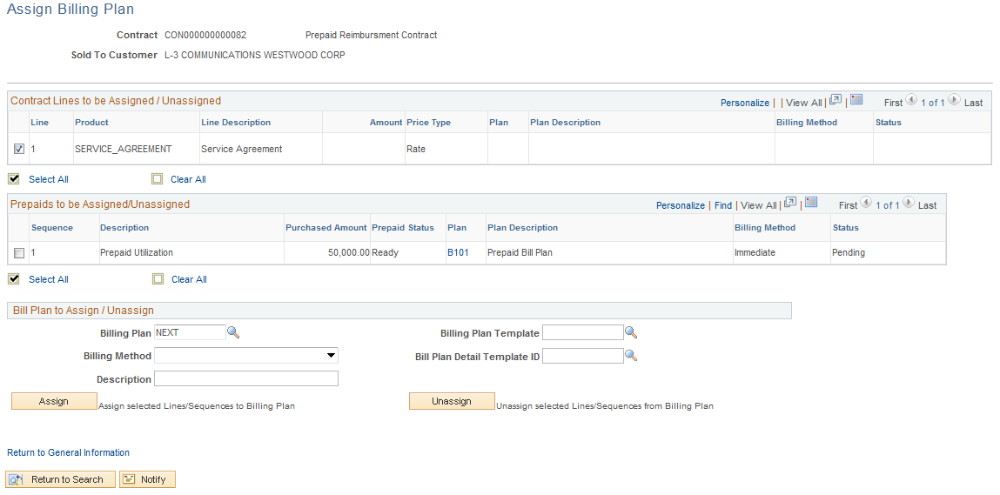 Assign Billing Plan
Contract CON000000000082 Prepaid Reimbursment Contract
Sold To Customer L-3 COMMUNICATIONS WESTWOOD CORP
Contract Lines to be Assigned / Unassigned Personalize | | View All | | First 1 of 1 Last
Line Product Line Description Amount Price Type Plan Plan Description Billing Method Status
1 SERVICE_AGREEMENT Service Agreement Rate
Select All Clear All
Prepaids to be Assigned/Unassigned Personalize | Find | View All | | First 1 of 1 Last
Sequence Description Purchased Amount Prepaid Status Plan Plan Description Billing Method Status
1 Prepaid Utilization 50,000.00 Ready B101 Prepaid Bill Plan Immediate Pending
Select All Clear All
Bill Plan to Assign / Unassign
Billing Plan NEXT Billing Plan Template
Billing Method Bill Plan Detail Template ID
Description
Assign Assign selected Lines/Sequences to Billing Plan Unassign Unassign selected Lines/Sequences from Billing Plan
Return to General Information
Return to Search Notify